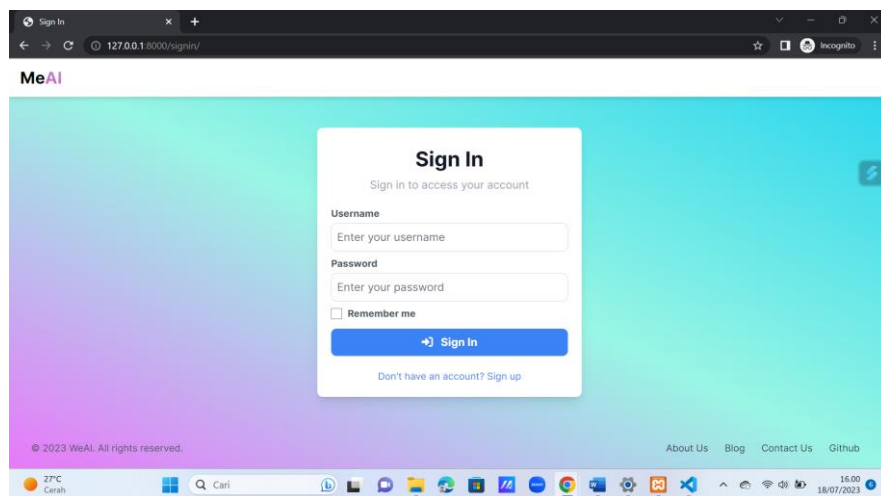 Sign In
127.0.0.1:8000/signin/
Incognito
MeAI
Sign In
Sign in to access your account
Username
Enter your username
Password
Enter your password
Remember me
Sign In
Don't have an account? Sign up
© 2023 WeAI. All rights reserved.
About Us Blog Contact Us Github
27°C
Cerah
Cari
16.00
18/07/2023